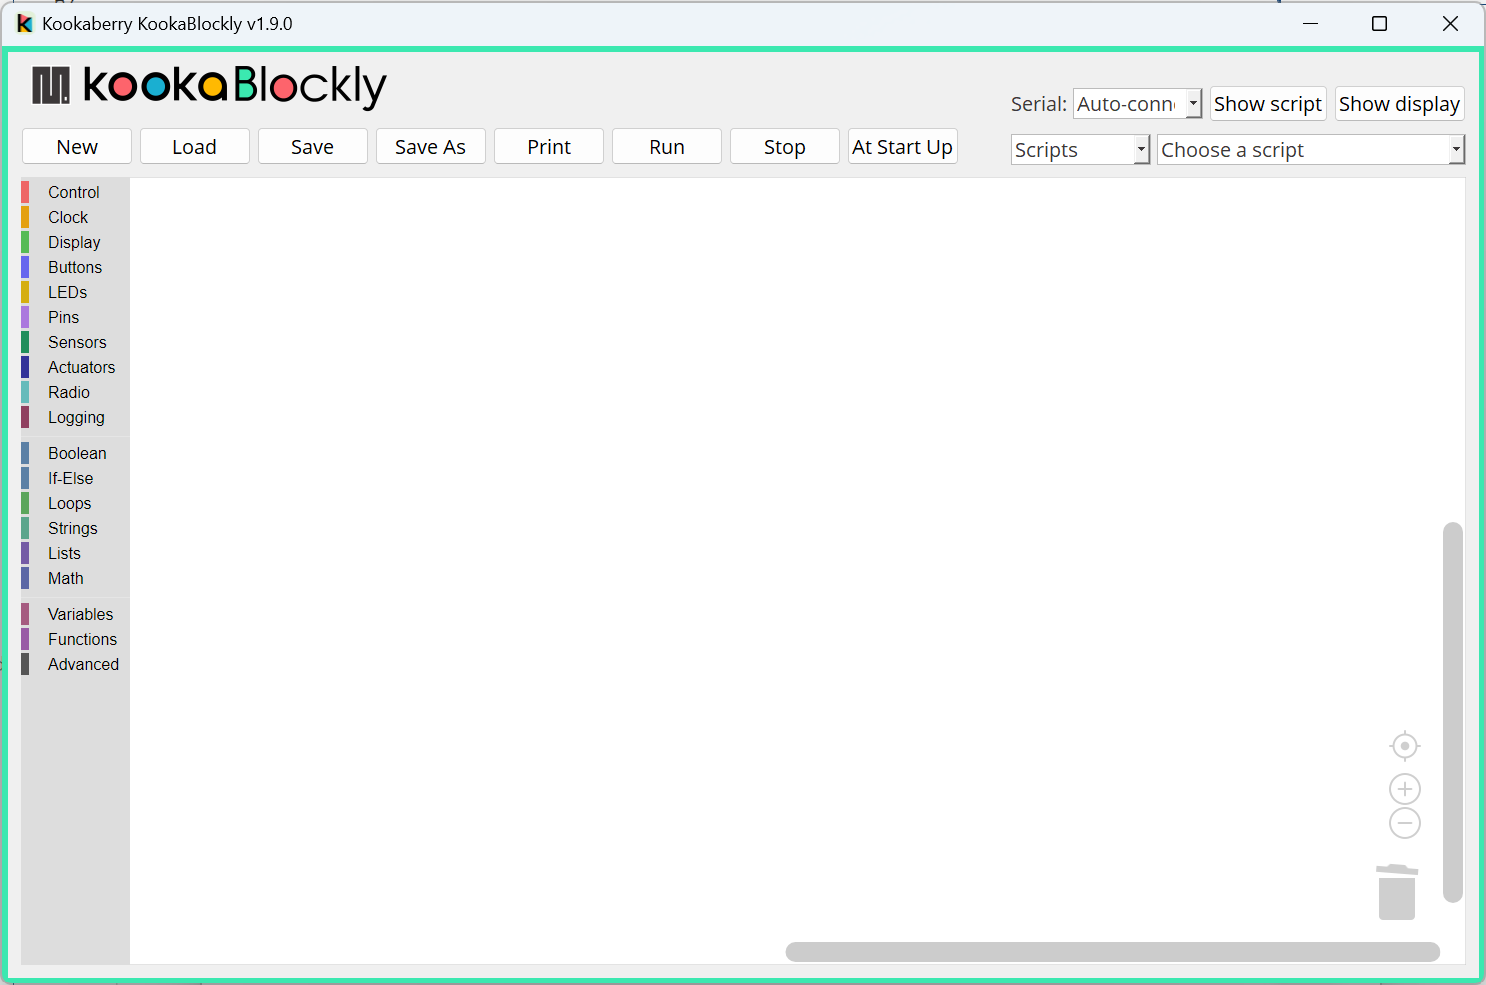 Kookaberry KookaBlockly v1.9.0
kookaBlockly
Serial: Auto-conn Show script Show display
New Load Save Save As Print Run Stop At Start Up Scripts Choose a script
Control
Clock
Display
Buttons
LEDs
Pins
Sensors
Actuators
Radio
Logging
Boolean
If-Else
Loops
Strings
Lists
Math
Variables
Functions
Advanced